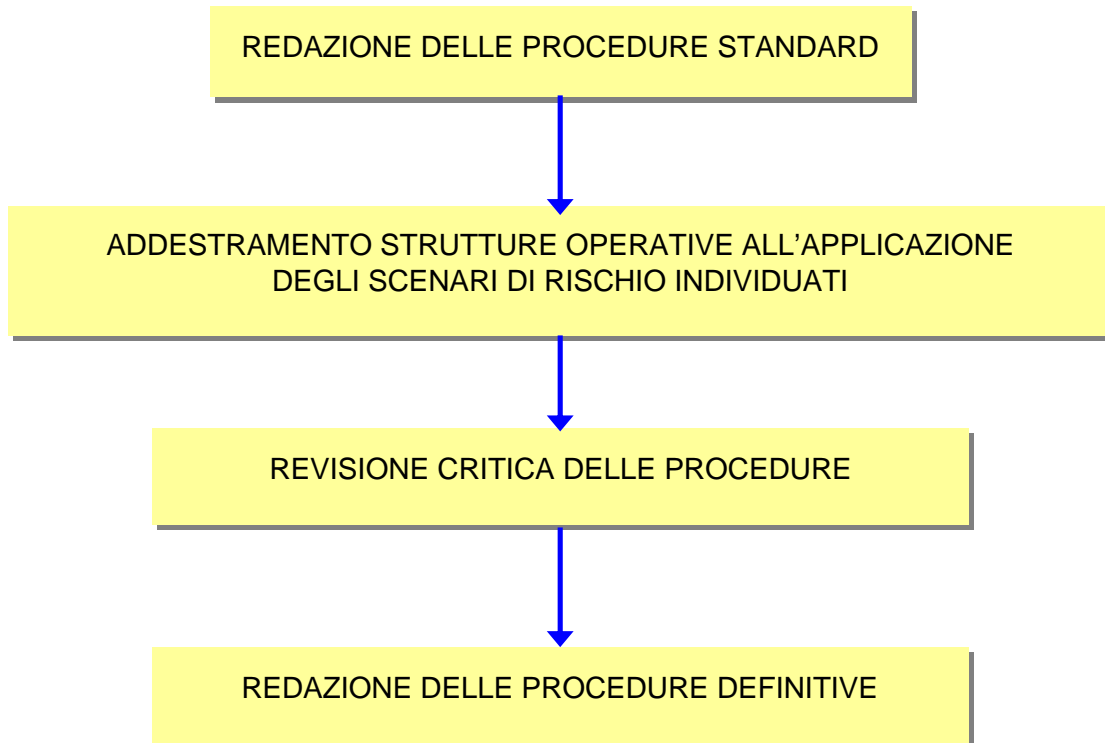 REDAZIONE DELLE PROCEDURE STANDARD
ADDESTRAMENTO STRUTTURE OPERATIVE ALL’APPLICAZIONE
DEGLI SCENARI DI RISCHIO INDIVIDUATI
REVISIONE CRITICA DELLE PROCEDURE
REDAZIONE DELLE PROCEDURE DEFINITIVE